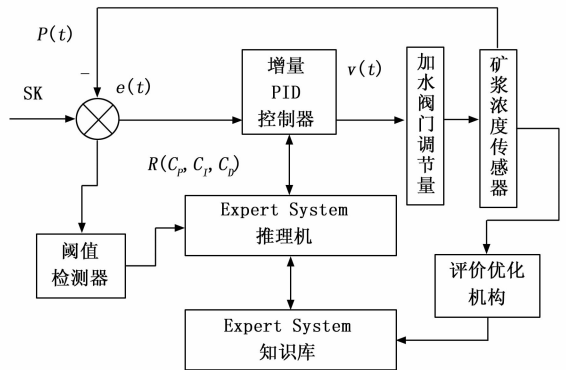 P(t)
−
SK
e(t)
增量
PID
控制器
v(t)
加水阀门调节量
矿浆浓度传感器
R(C_P, C_I, C_D)
阈值
检测器
Expert System
推理机
评价优化
机构
Expert System
知识库